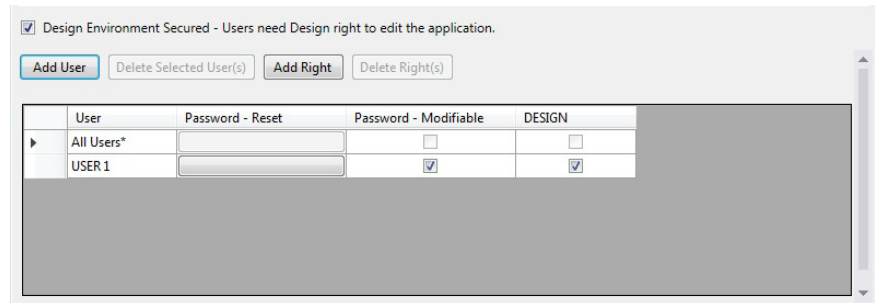 Design Environment Secured - Users need Design right to edit the application.
Add User Delete Selected User(s) Add Right Delete Right(s)
User Password - Reset Password - Modifiable DESIGN
All Users*
USER 1